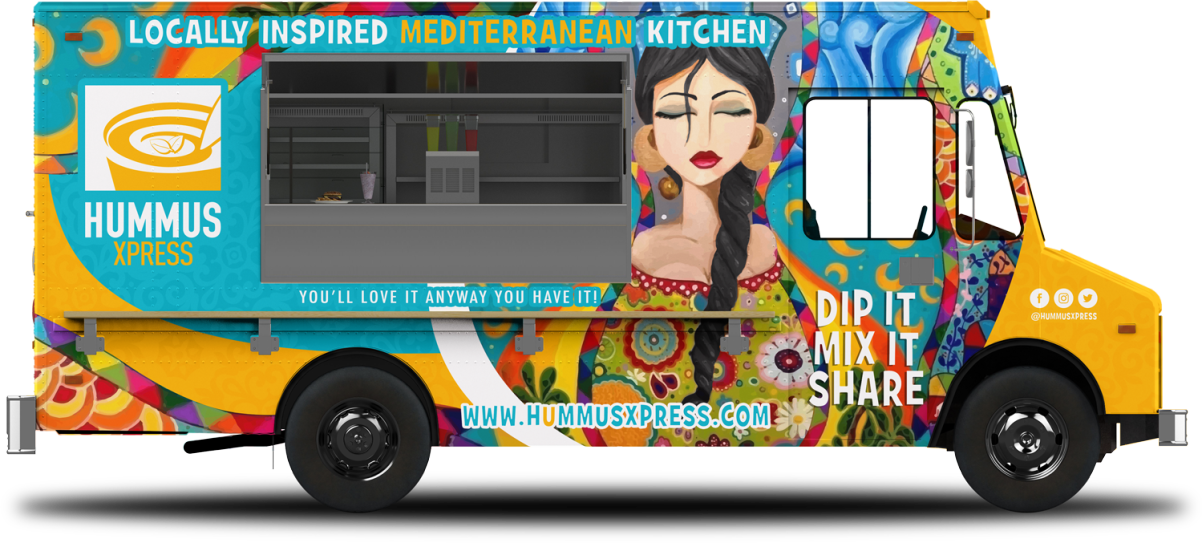 LOCALLY INSPIRED MEDITERRANEAN KITCHEN
HUMMUS
XPRESS
YOU'LL LOVE IT ANYWAY YOU HAVE IT!
DIP IT
MIX IT
SHARE
@HUMMUSXPRESS
WWW.HUMMUSXPRESS.COM